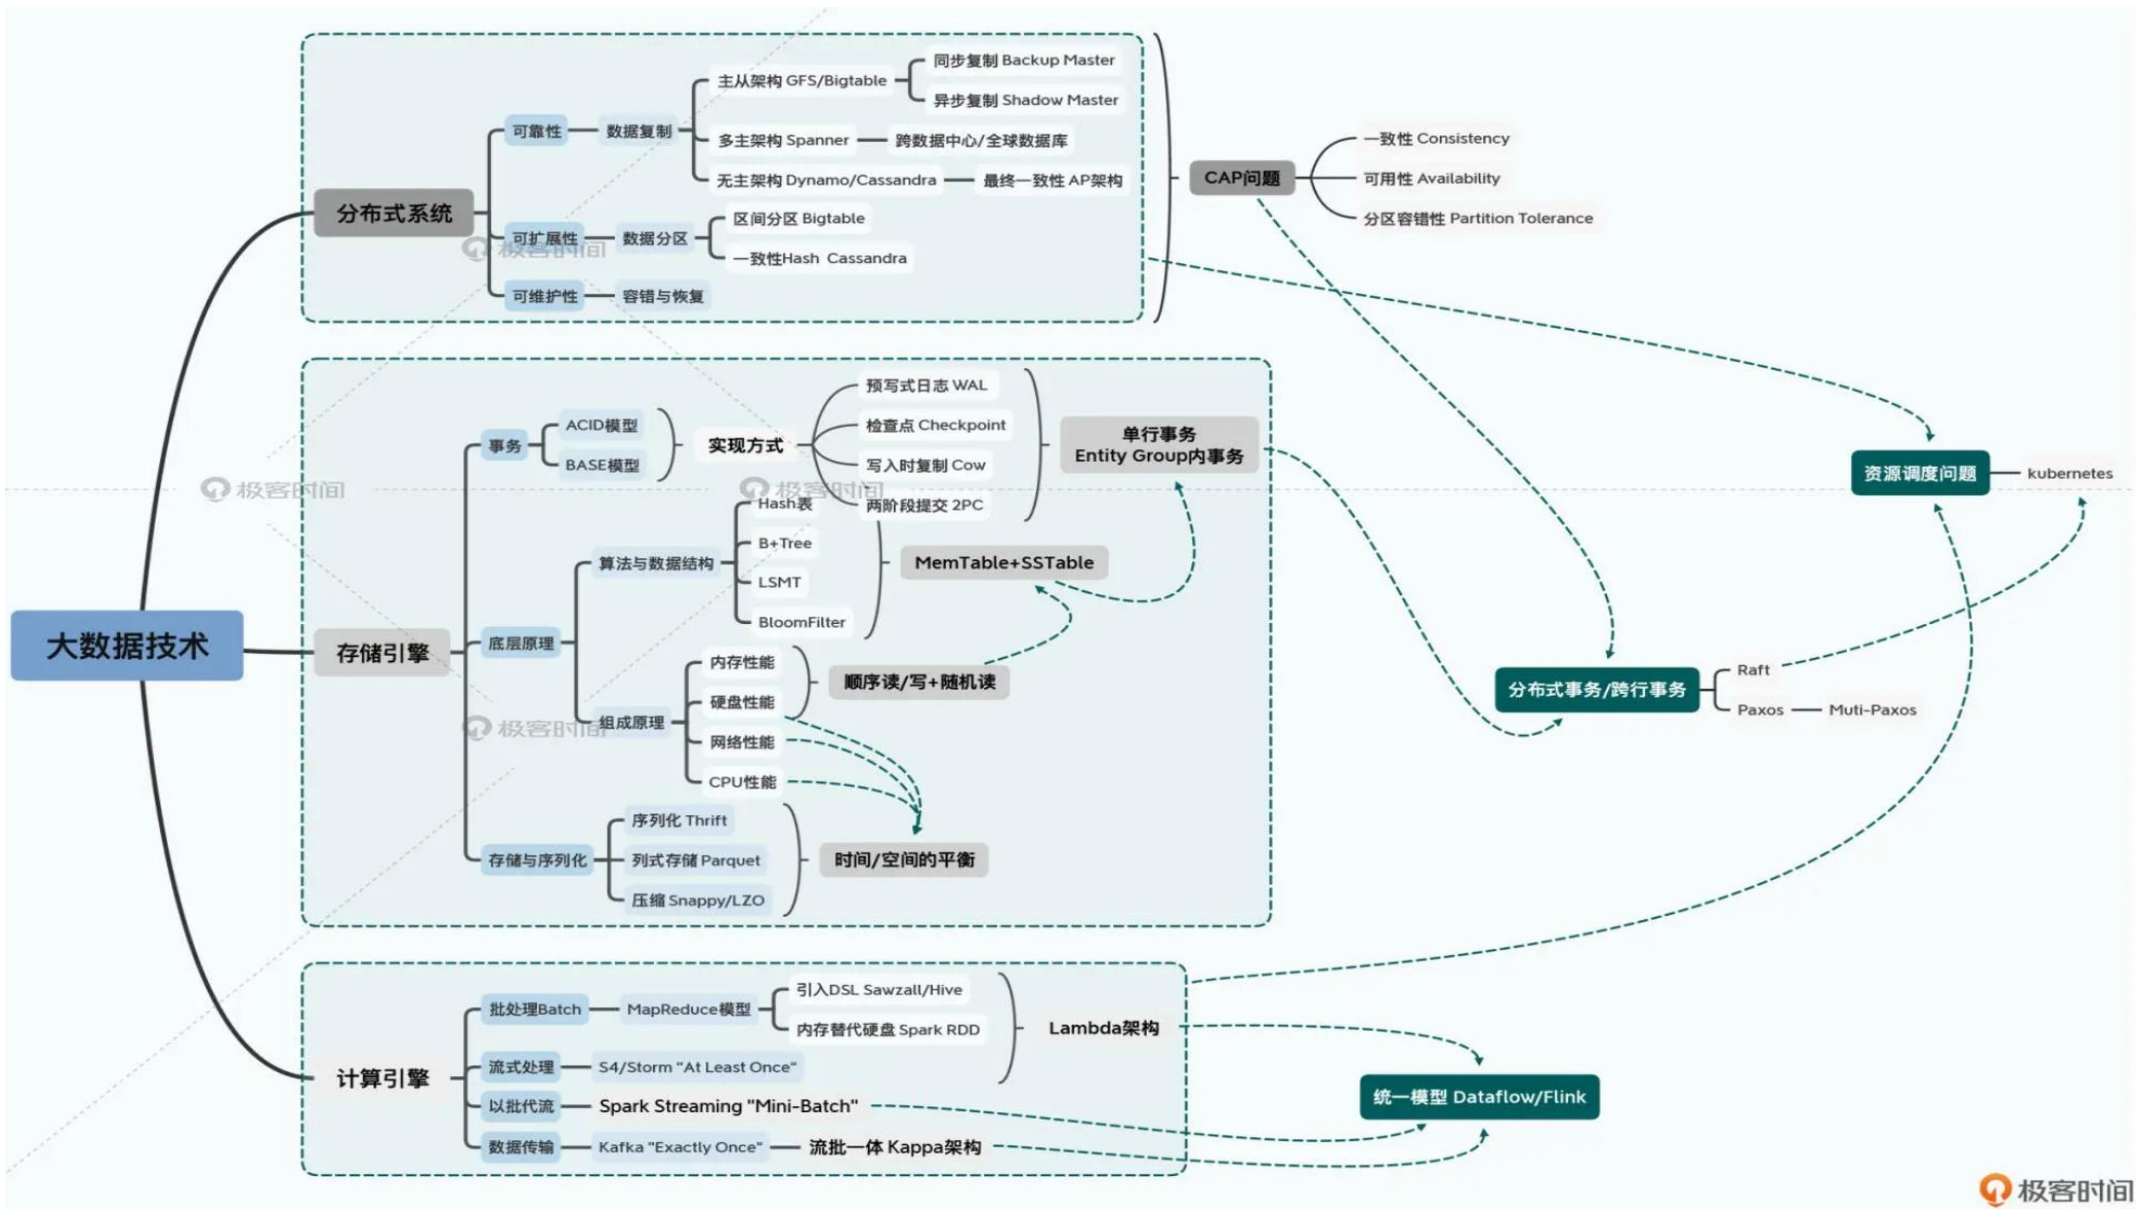 大数据技术
分布式系统
可靠性
数据复制
主从架构 GFS/Bigtable
同步复制 Backup Master
异步复制 Shadow Master
多主架构 Spanner
跨数据中心/全球数据库
无主架构 Dynamo/Cassandra
最终一致性 AP架构
可扩展性
数据分区
区间分区 Bigtable
一致性Hash Cassandra
可维护性
容错与恢复
CAP问题
一致性 Consistency
可用性 Availability
分区容错性 Partition Tolerance
存储引擎
事务
ACID模型
BASE模型
实现方式
预写式日志 WAL
检查点 Checkpoint
写入时复制 Cow
两阶段提交 2PC
单行事务
Entity Group内事务
底层原理
算法与数据结构
Hash表
B+Tree
LSMT
BloomFilter
MemTable+SSTable
组成原理
内存性能
硬盘性能
网络性能
CPU性能
顺序读/写+随机读
存储与序列化
序列化 Thrift
列式存储 Parquet
压缩 Snappy/LZO
时间/空间的平衡
计算引擎
批处理Batch
MapReduce模型
引入DSL Sawzall/Hive
内存替代硬盘 Spark RDD
流式处理
S4/Storm "At Least Once"
Lambda架构
以批代流
Spark Streaming "Mini-Batch"
数据传输
Kafka "Exactly Once"
流批一体 Kappa架构
资源调度问题
kubernetes
分布式事务/跨行事务
Raft
Paxos
Muti-Paxos
统一模型 Dataflow/Flink
极客时间
极客时间
极客时间
极客时间
极客时间